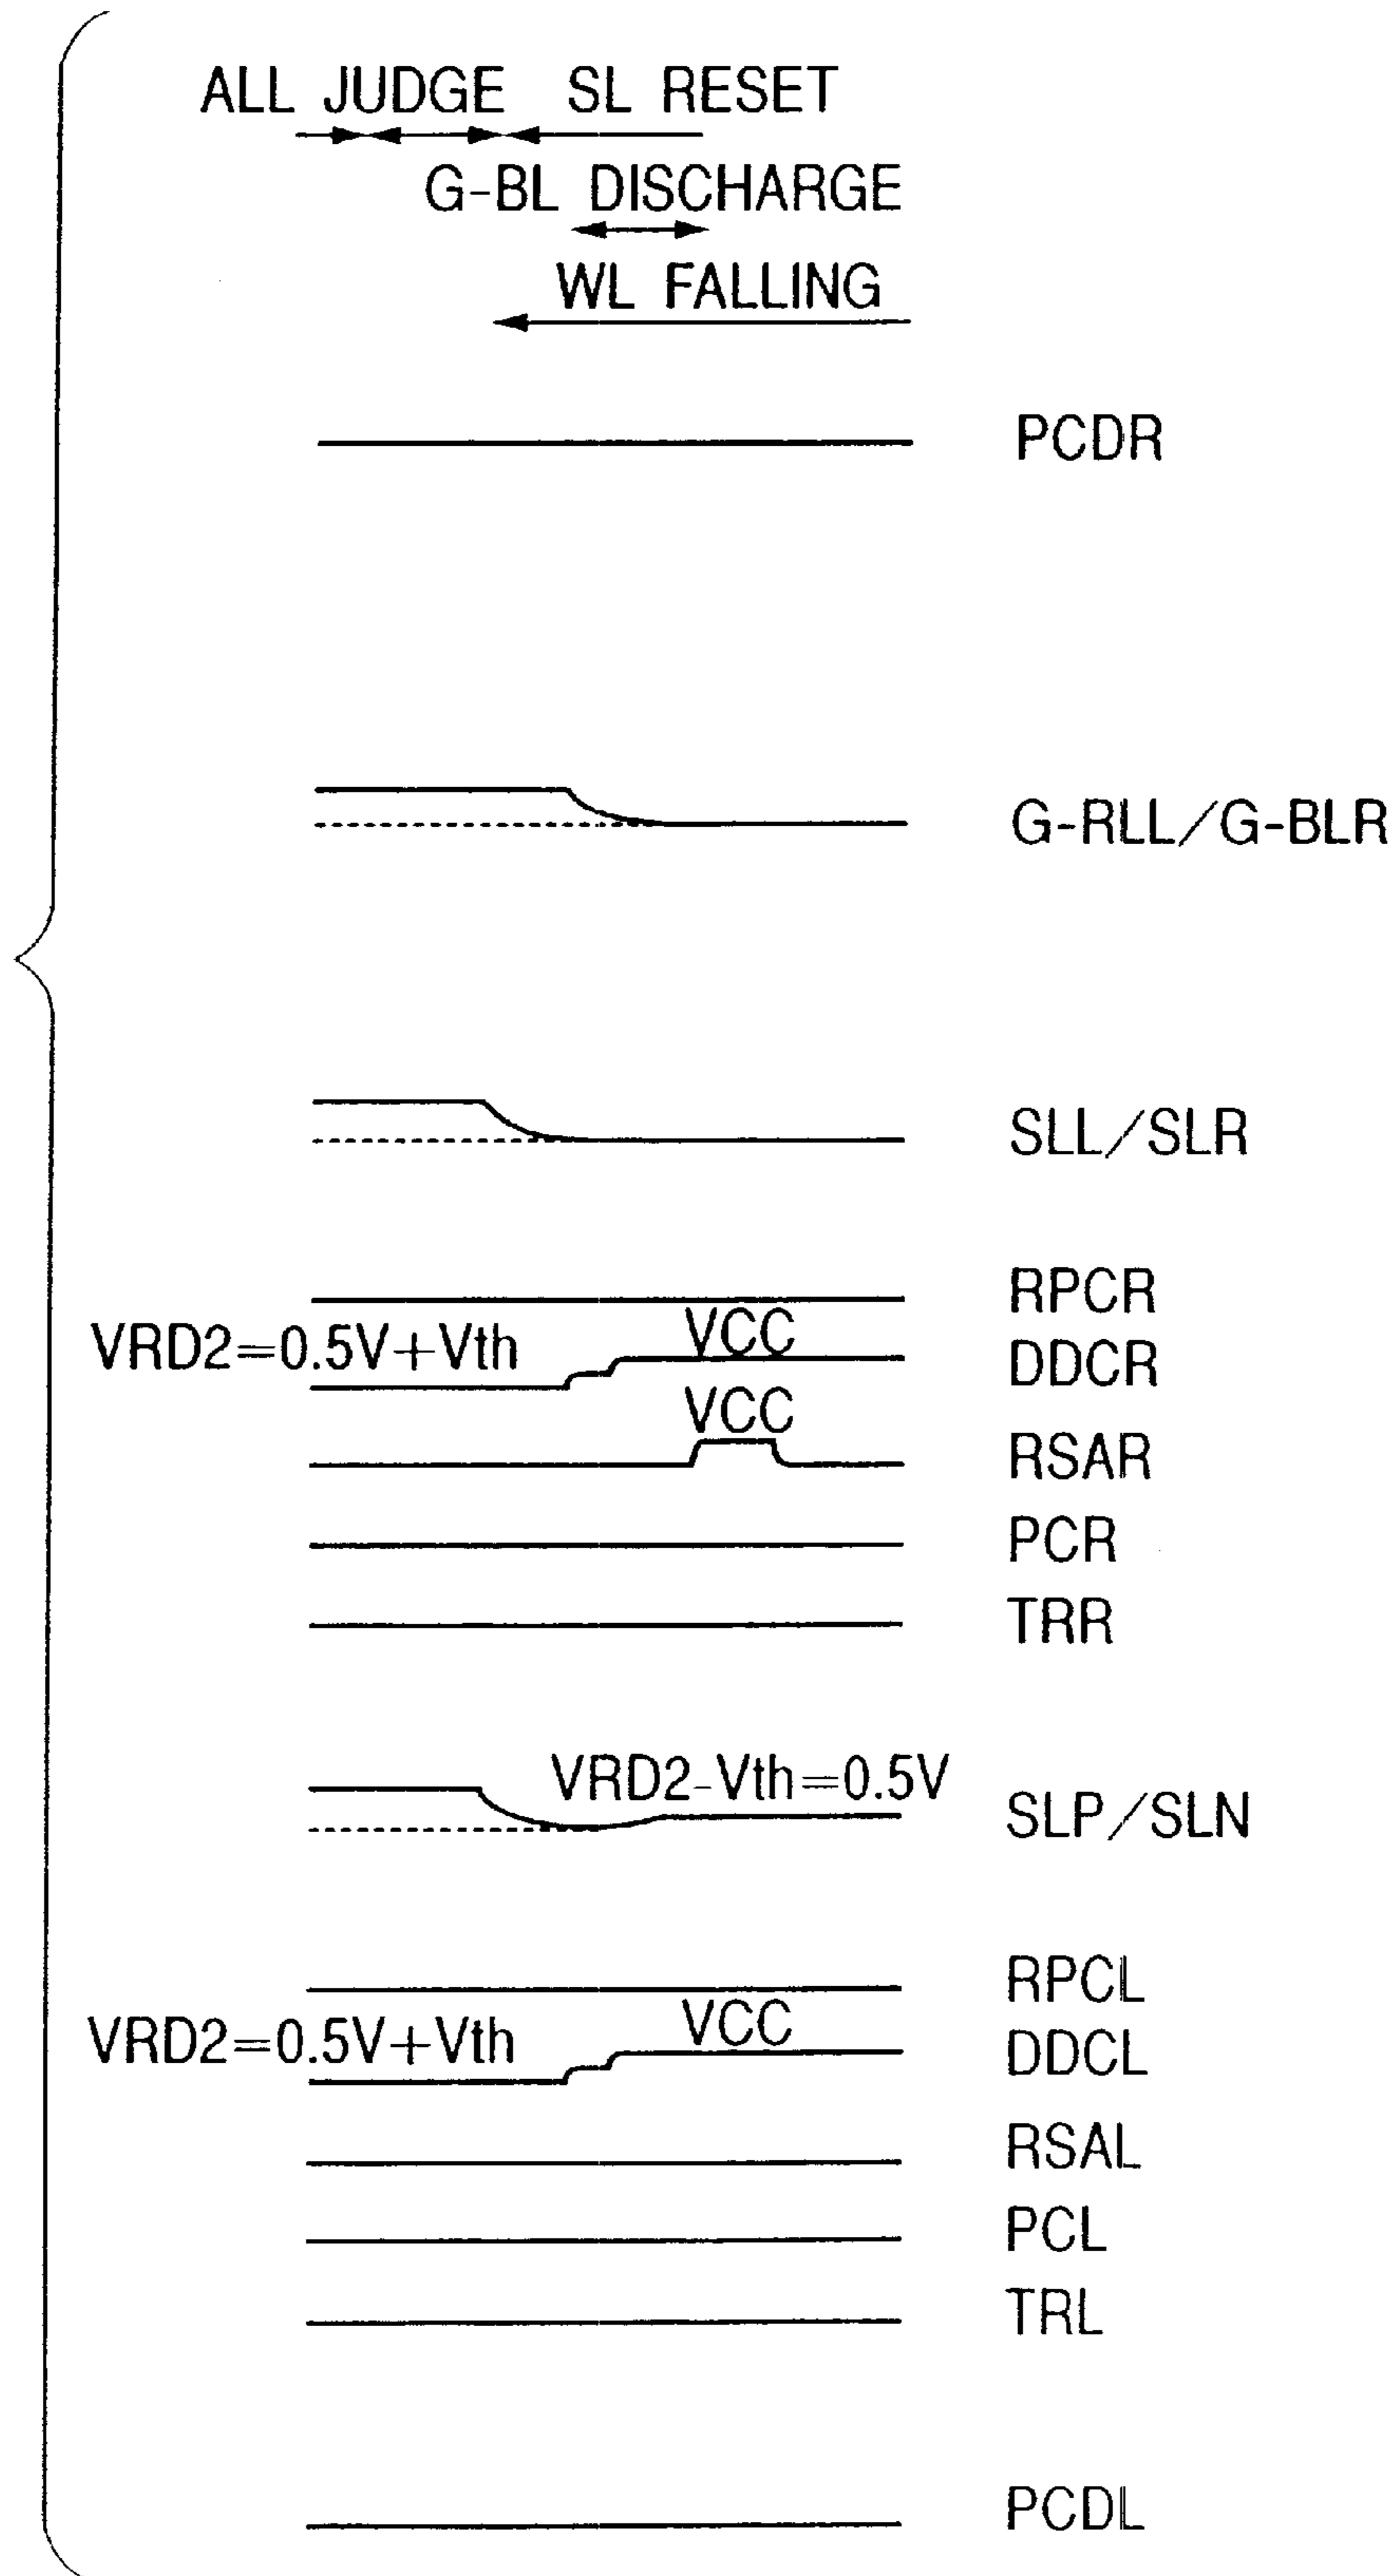 ALL JUDGE SL RESET
G-BL DISCHARGE
WL FALLING
PCDR
G-RLL/G-BLR
SLL/SLR
RPCR
VRD2=0.5V+Vth VCC DDCR
VCC
RSAR
PCR
TRR
VRD2-Vth=0.5V SLP/SLN
RPCL
VRD2=0.5V+Vth VCC DDCL
RSAL
PCL
TRL
PCDL